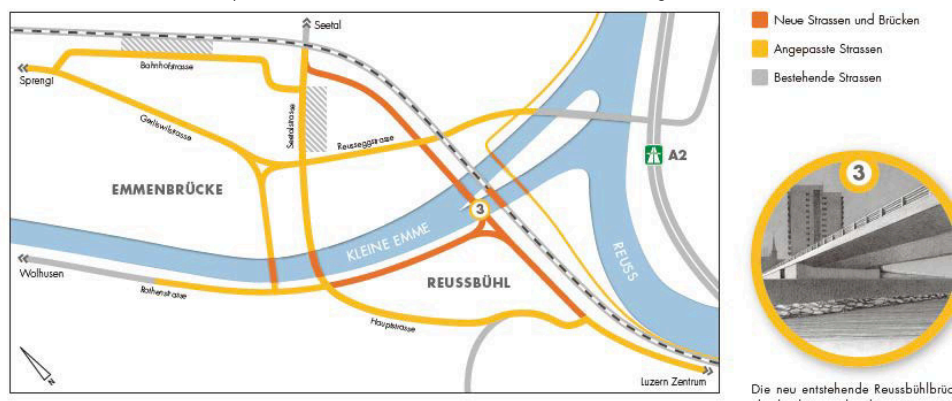 Seetal
Bahnhofstrasse
Sprengi
Gerliswilstrasse
Seetalstrasse
Reusseggstrasse
EMMENBRÜCKE
A2
3
KLEINE EMME
REUSS
Wolhusen
REUSSBÜHL
Rothenstrasse
Hauptstrasse
N
Luzern Zentrum
Neue Strassen und Brücken
Angepasste Strassen
Bestehende Strassen
3
Die neu entstehende Reussbühlbrüc